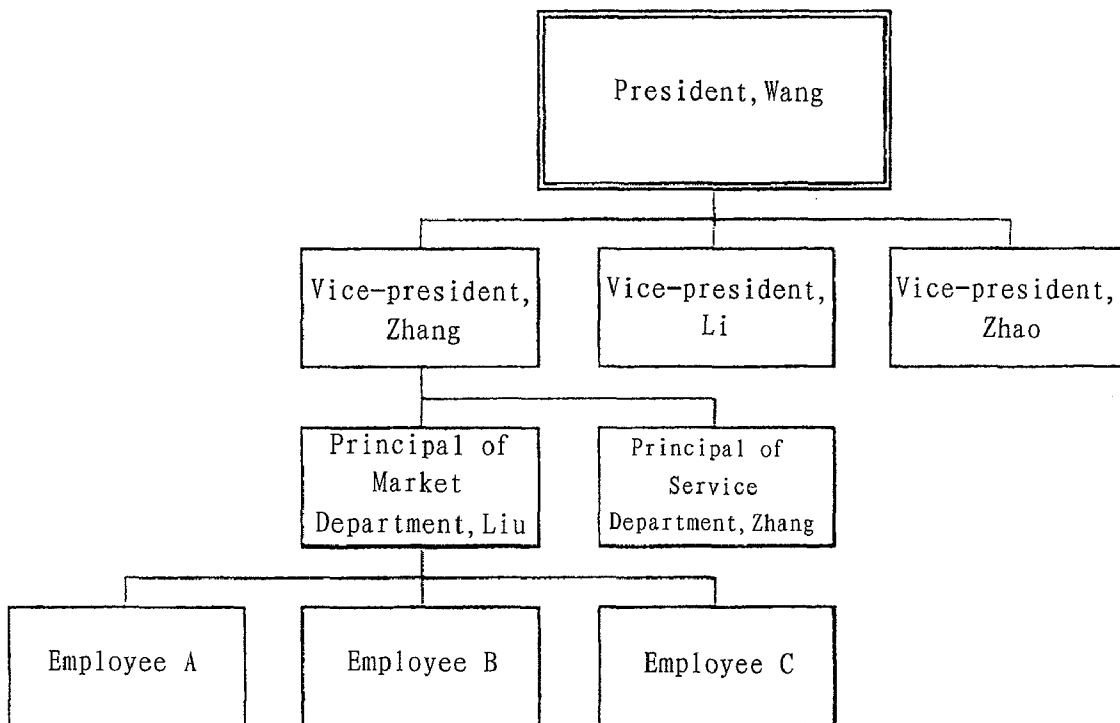 President, Wang
Vice-president,
Zhang
Vice-president,
Li
Vice-president,
Zhao
Principal of
Market
Department, Liu
Principal of
Service
Department, Zhang
Employee A
Employee B
Employee C